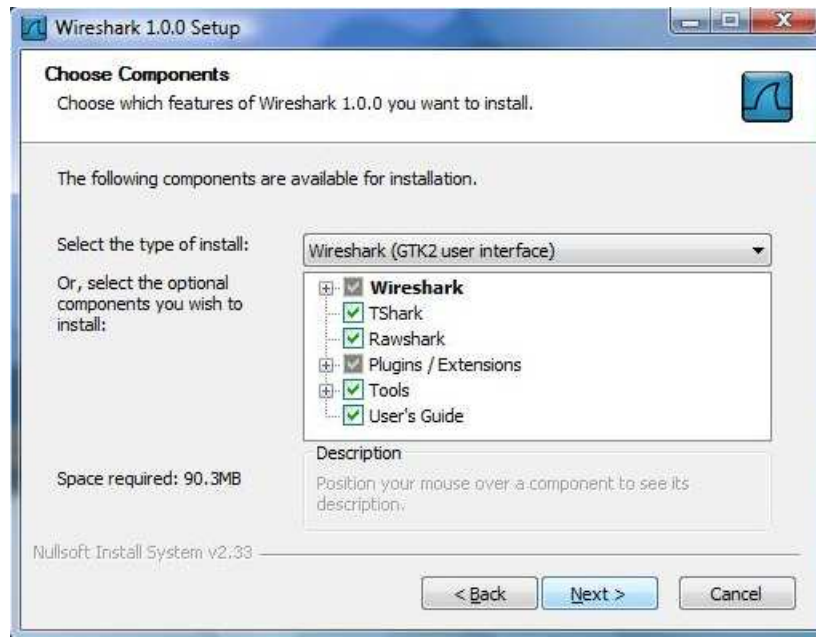 Wireshark 1.0.0 Setup
Choose Components
Choose which features of Wireshark 1.0.0 you want to install.
The following components are available for installation.
Select the type of install:
Wireshark (GTK2 user interface)
Or, select the optional
components you wish to
install:
Wireshark
TShark
Rawshark
Plugins / Extensions
Tools
User's Guide
Space required: 90.3MB
Description
Position your mouse over a component to see its
description.
Nullsoft Install System v2.33
< Back
Next >
Cancel